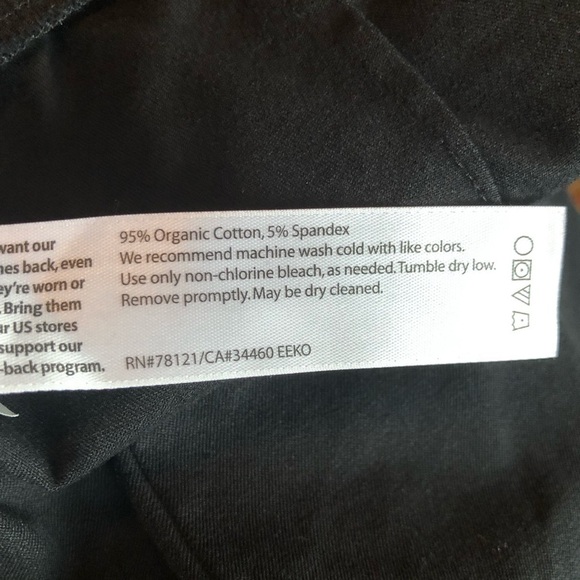 want our
es back, even
ey're worn or
. Bring them
r US stores
support our
-back program.
95% Organic Cotton, 5% Spandex
We recommend machine wash cold with like colors.
Use only non-chlorine bleach, as needed. Tumble dry low.
Remove promptly. May be dry cleaned.
RN#78121/CA#34460 EEKO